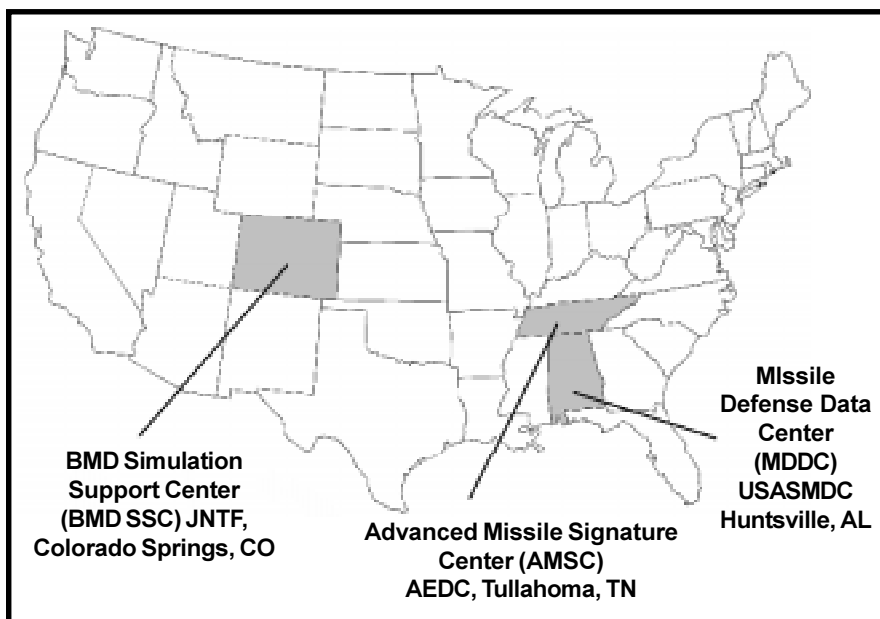 BMD Simulation
Support Center
(BMD SSC) JNTF,
Colorado Springs, CO
Advanced Missile Signature
Center (AMSC)
AEDC, Tullahoma, TN
MIssile
Defense Data
Center
(MDDC)
USASMDC
Huntsville, AL